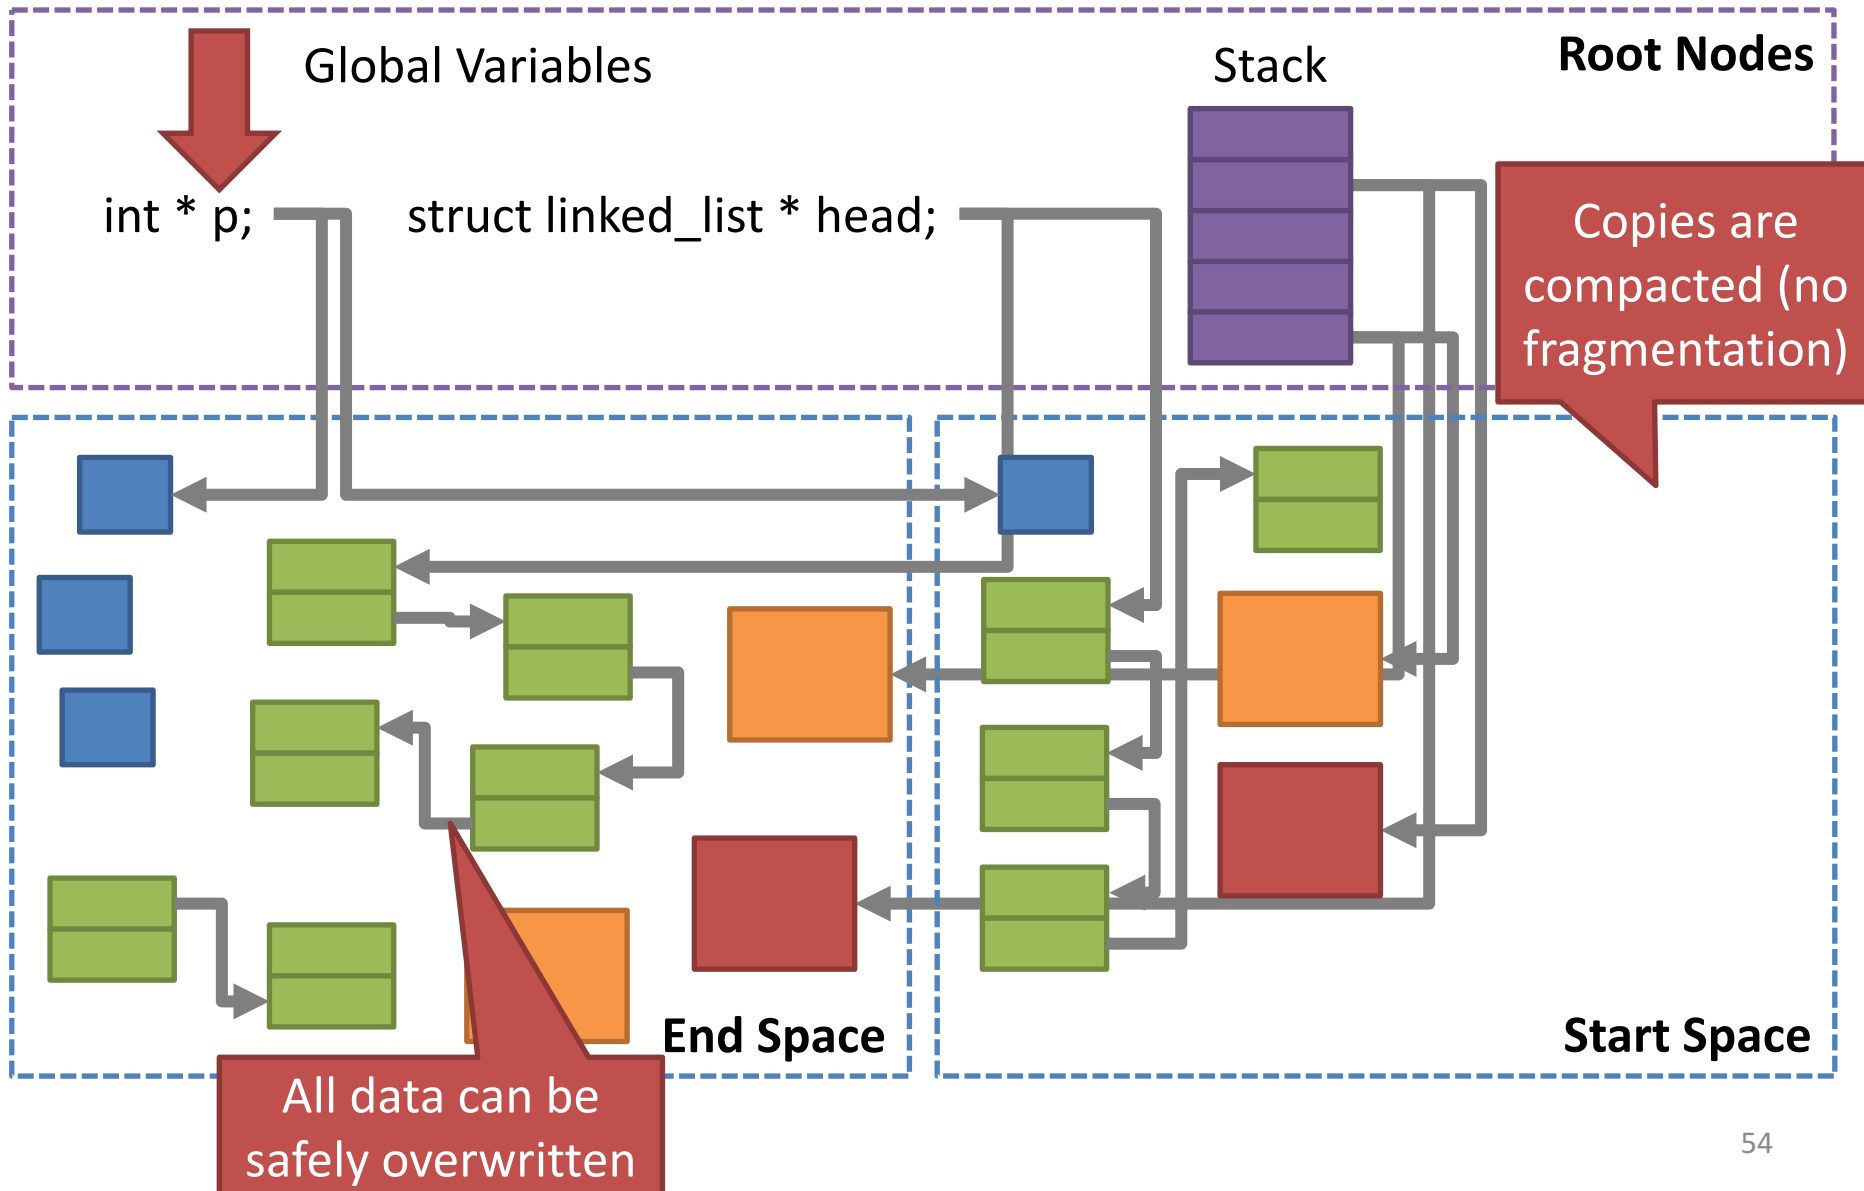 Global Variables
Stack
Root Nodes
int * p;
struct linked_list * head;
Copies are
compacted (no
fragmentation)
End Space
Start Space
All data can be
safely overwritten
54